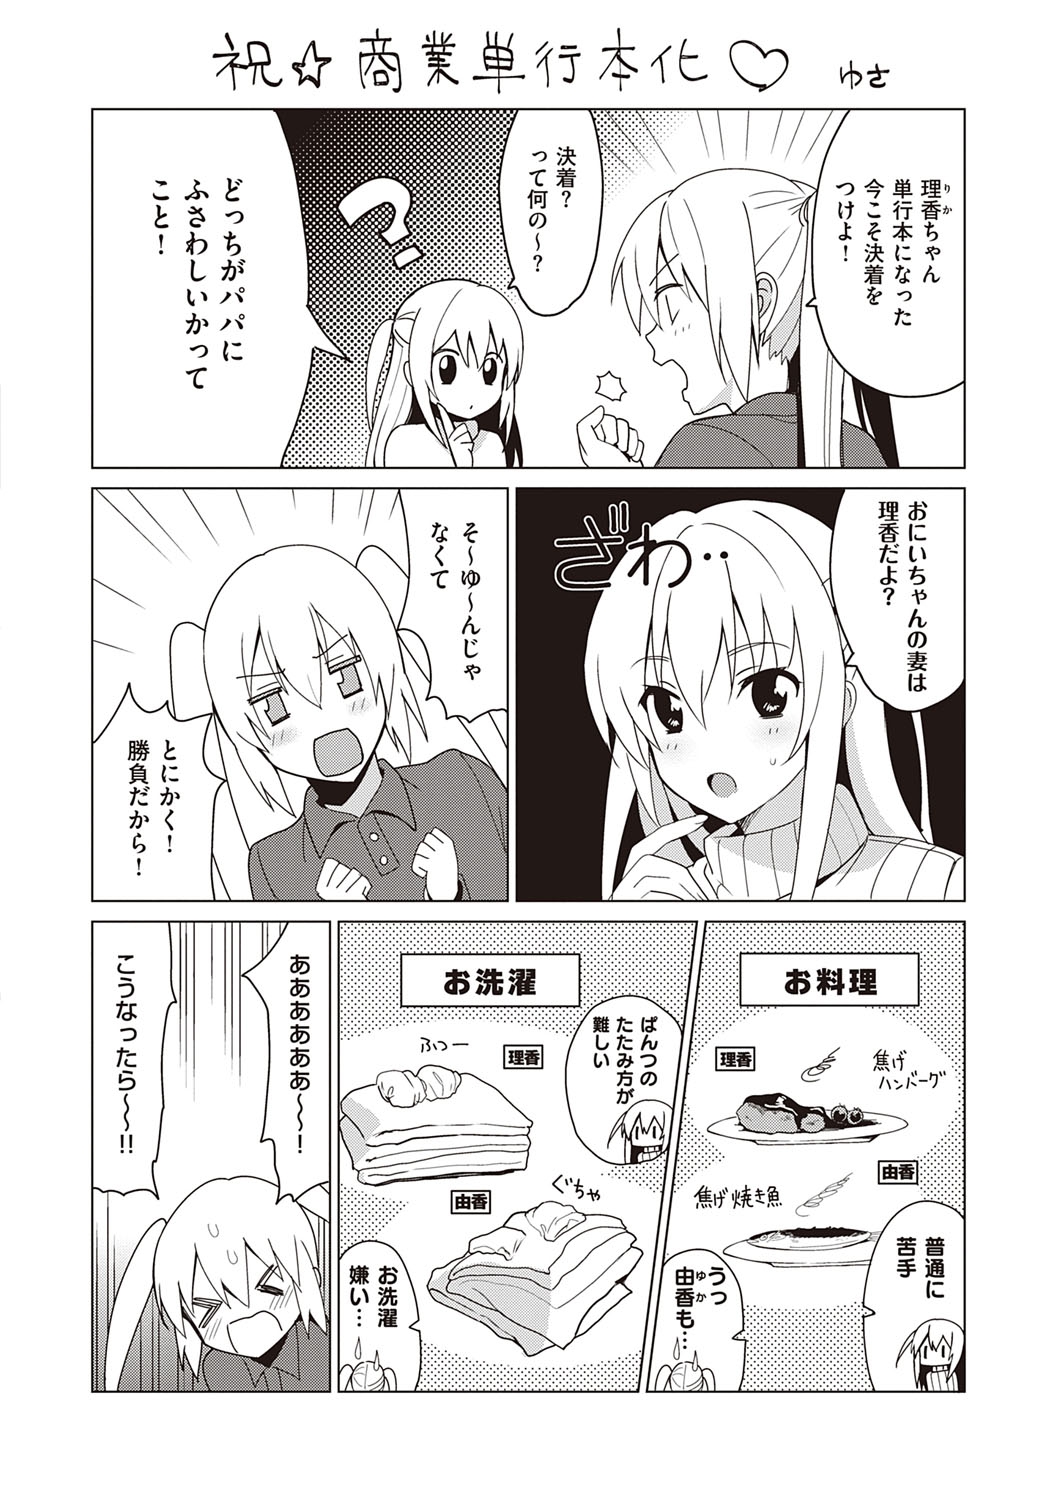 祝☆商業単行本化♡
ゆさ
理香ちゃん
りか
単行本になった
今こそ決着を
つけよ！
決着？
って何の～？
どっちがパパに
ふさわしいかって
こと！
おにいちゃんの妻は
理香だよ？
ざわ‥
そ～ゆ～んじゃ
なくて
とにかく！
勝負だから！
お料理
理香
焦げ
ハンバーグ
由香
焦げ焼き魚
普通に
苦手
うっ
由香も…
ゆか
お洗濯
ぱんつの
たたみ方が
難しい
理香
ふつー
由香
ぐちゃ
お洗濯
嫌い…
ああああああ～！
こうなったら～～!!